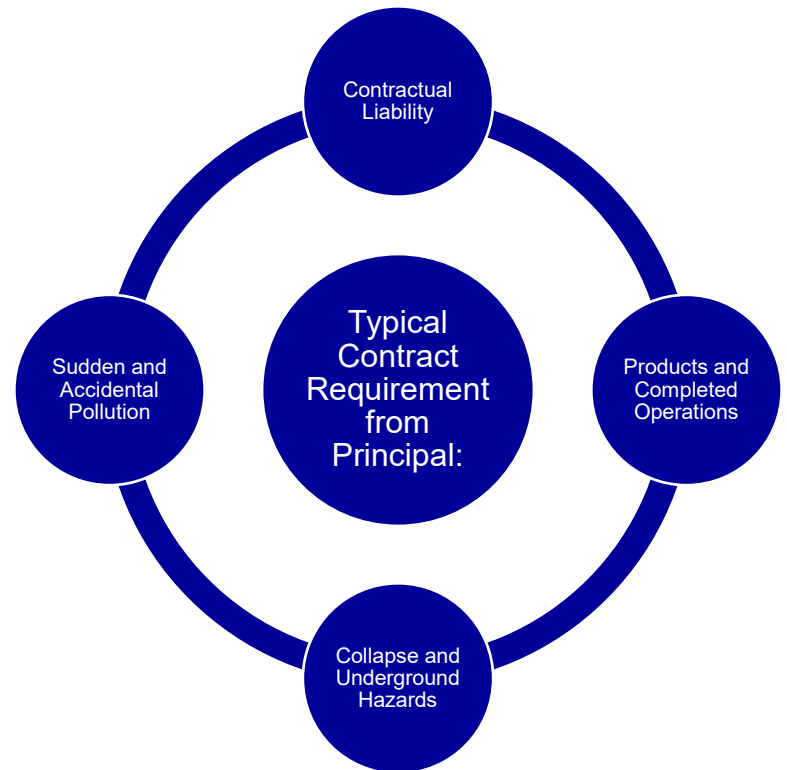 Contractual
Liability
Typical
Contract
Requirement
from
Principal:
Sudden and
Accidental
Pollution
Products and
Completed
Operations
Collapse and
Underground
Hazards